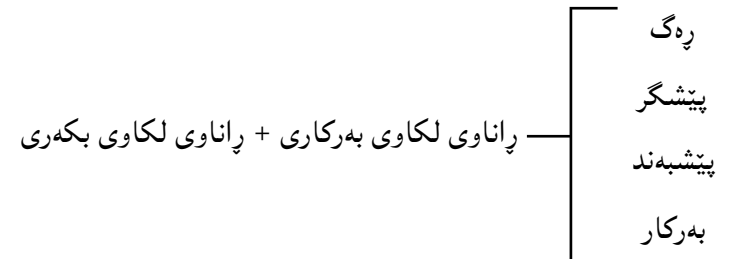 ڕەگ
پێشگر
ڕاناوی لکاوی بەرکاری + ڕاناوی لکاوی بکەری
پێشبەند
بەرکار